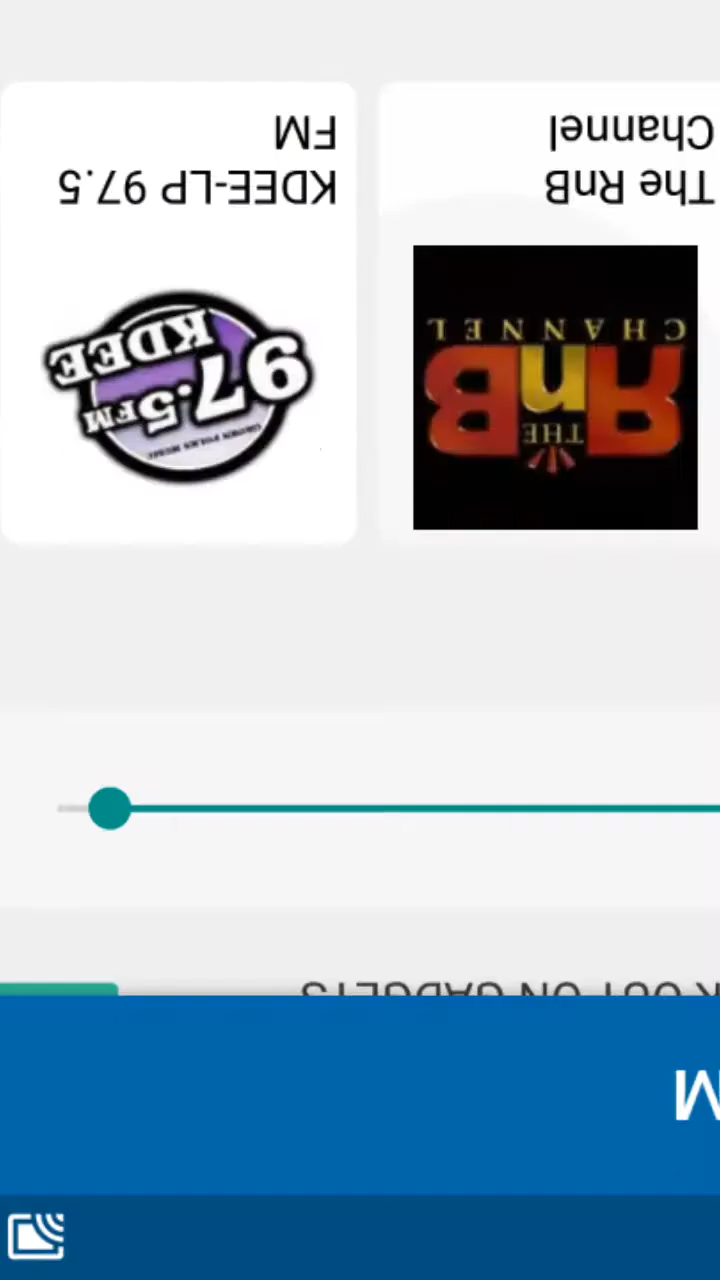 M
K OUT ON GADGETS
THE
RnB
CHANNEL
The RnB
Channel
97.5FM
KDEE
KDEE-LP 97.5
FM